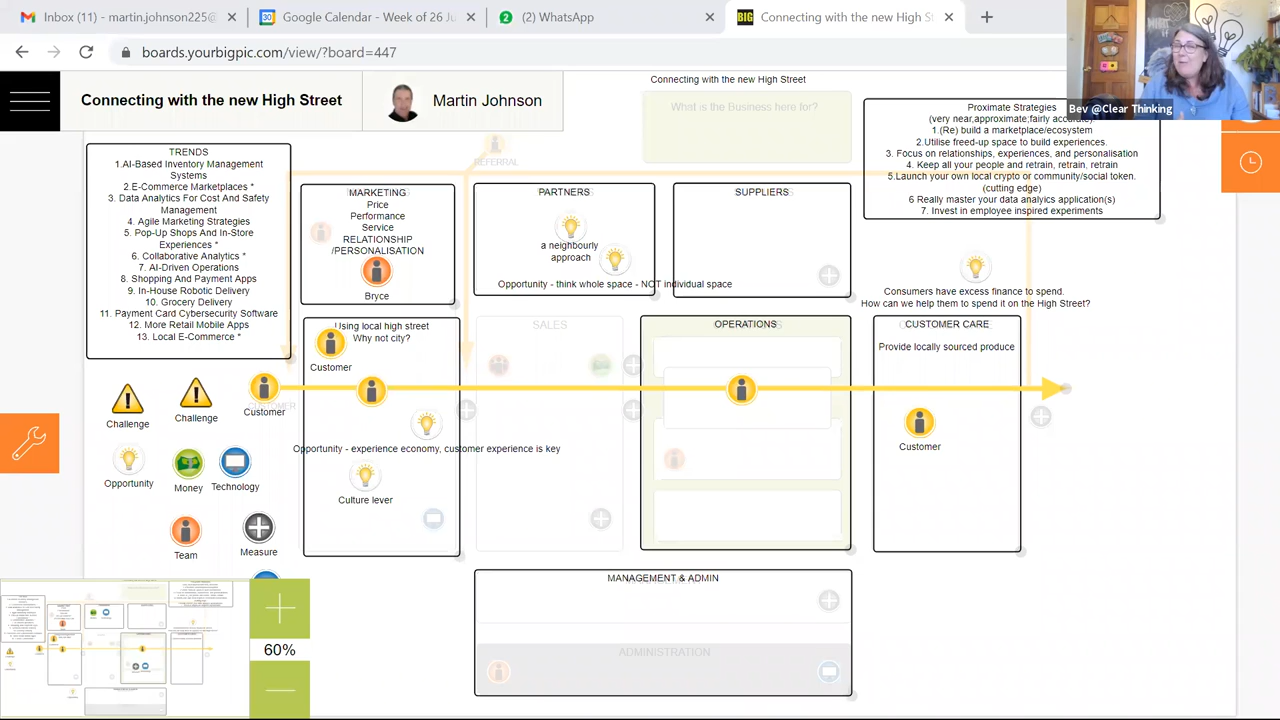 Inbox (11) - martin.johnson225@
Google Calendar - Week of 26 J
(2) WhatsApp
BIG
Connecting with the new High St
boards.yourbigpic.com/view/?board=447
Bev @Clear Thinking
Connecting with the new High Street
artin Johnson
Connecting with the new High Street
What is the Business here for?
Proximate Strategies
(very near,approximate;fairly accurate).
1.(Re) build a marketplace/ecosystem
2.Utilise freed-up space to build experiences.
3. Focus on relationships, experiences, and personalisation
4. Keep all your people and retrain, retrain, retrain
5.Launch your own local crypto or community/social token.
(cutting edge)
6 Really master your data analyics application(s)
7. Invest in employee inspired experiments
TRENDS
1.AI-Based Inventory Management
Systems
2.E-Commerce Marketplaces *
3. Data Analytics For Cost And Safety
Management
4. Agile Marketing Strategies
5. Pop-Up Shops And In-Store
Experiences *
6. Collaborative Analytics *
7. AI-Driven Operations
8. Shopping And Payment Apps
9. In-House Robotic Delivery
10. Grocery Delivery
11. Payment Card Cybersecurity Software
12. More Retail Mobile Apps
13. Local E-Commerce
REFERRAL
MARKETING
Price
Performance
Service
RELATIONSHIP
/PERSONALISATION
Bryce
PARTNERS
a neighbourly
approach
Opportunity - think whole space - NOT individual space
SUPPLIERS
Consumers have excess finance to spend.
How can we help them to spend it on the High Street?
Using local high street
Why not city?
Customer
SALES
OPERATIONS
CUSTOMER CARE
Provide locally sourced produce
Customer
Challenge
Challenge
Customer
CUSTOMER
Opportunity - experience economy, customer experience is key
Culture lever
Opportunity
Money
Technology
Team
Measure
MANAGEMENT & ADMIN
ADMINISTRATION
60%